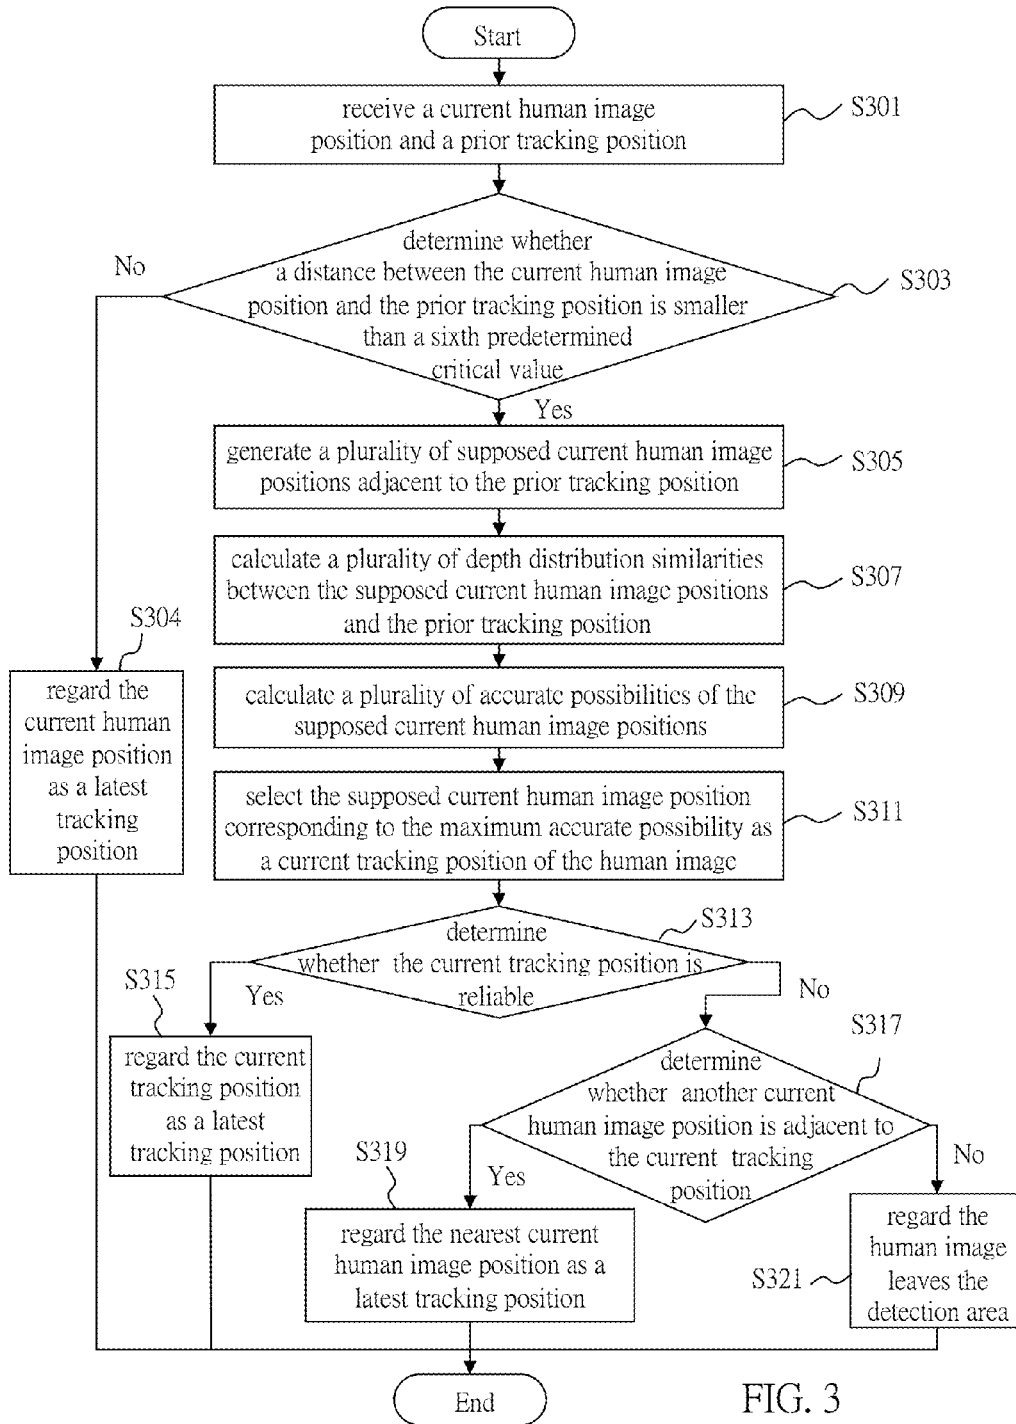 Start
receive a current human image
position and a prior tracking position
S301
determine whether
a distance between the current human image
position and the prior tracking position is smaller
than a sixth predetermined
critical value
S303
No
Yes
generate a plurality of supposed current human image
positions adjacent to the prior tracking position
S305
calculate a plurality of depth distribution similarities
between the supposed current human image positions
and the prior tracking position
S307
S304
regard the
current human
image position
as a latest
tracking
position
calculate a plurality of accurate possibilities of the
supposed current human image positions
S309
select the supposed current human image position
corresponding to the maximum accurate possibility as
a current tracking position of the human image
S311
determine
whether the current tracking position is
reliable
S313
Yes
No
S315
regard the current
tracking position
as a latest
tracking position
S317
determine
whether another current
human image position is adjacent to
the current tracking
position
Yes
No
S319
regard the nearest current
human image position as a
latest tracking position
S321
regard the
human image
leaves the
detection area
End
FIG. 3